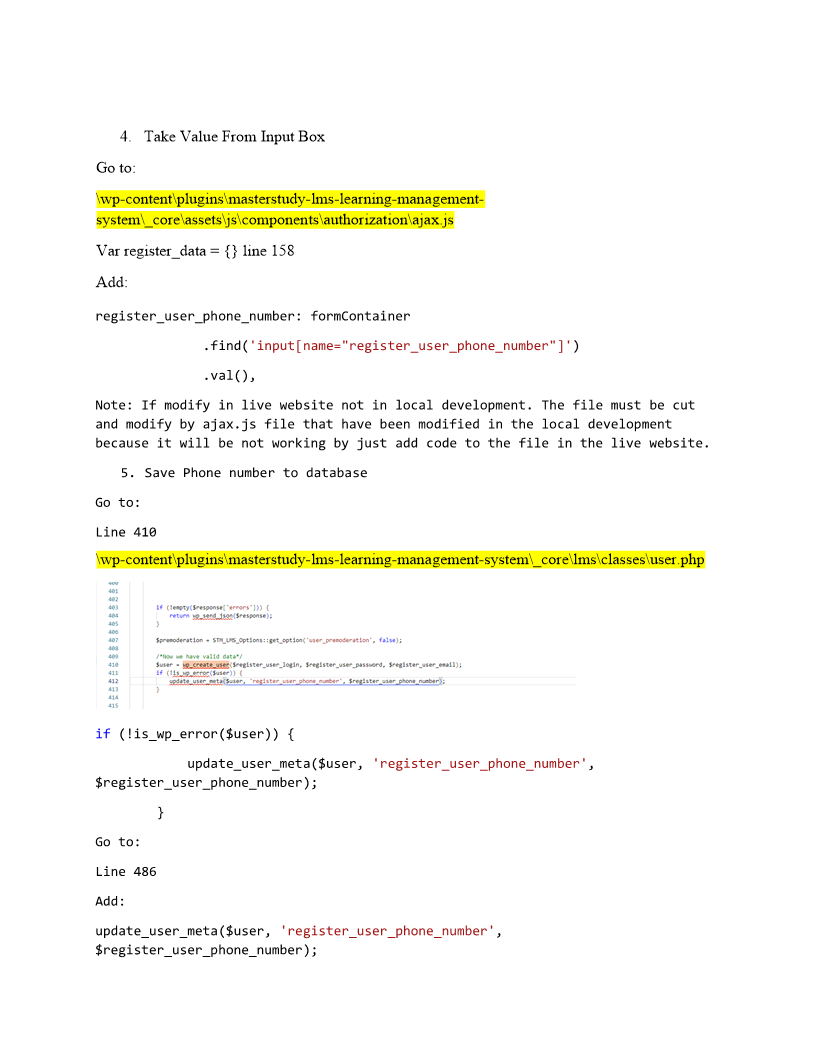 4. Take Value From Input Box
Go to:
\wp-content\plugins\masterstudy-lms-learning-management-
system\_core\assets\js\components\authorization\ajax.js
Var register_data = {} line 158
Add:
register_user_phone_number: formContainer
.find('input[name="register_user_phone_number"]')
.val(),
Note: If modify in live website not in local development. The file must be cut
and modify by ajax.js file that have been modified in the local development
because it will be not working by just add code to the file in the live website.
5. Save Phone number to database
Go to:
Line 410
\wp-content\plugins\masterstudy-lms-learning-management-system\_core\lms\classes\user.php
400
401
402
403 if (!empty($response['errors'])) {
404 return wp_send_json($response);
405 }
406
407 $premoderation = STM_LMS_Options::get_option('user_premoderation', false);
408
409 /*Now we have valid data*/
410 $user = wp_create_user($register_user_login, $register_user_password, $register_user_email);
411 if (!is_wp_error($user)) {
412 update_user_meta($user, 'register_user_phone_number', $register_user_phone_number);
413 }
414
415
if (!is_wp_error($user)) {
update_user_meta($user, 'register_user_phone_number',
$register_user_phone_number);
}
Go to:
Line 486
Add:
update_user_meta($user, 'register_user_phone_number',
$register_user_phone_number);